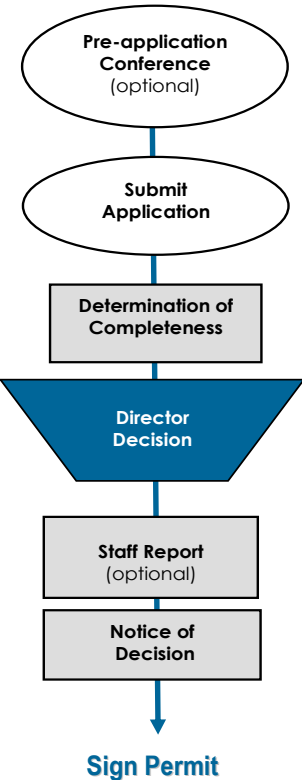 Pre-application
Conference
(optional)
Submit
Application
Determination of
Completeness
Director
Decision
Staff Report
(optional)
Notice of
Decision
Sign Permit